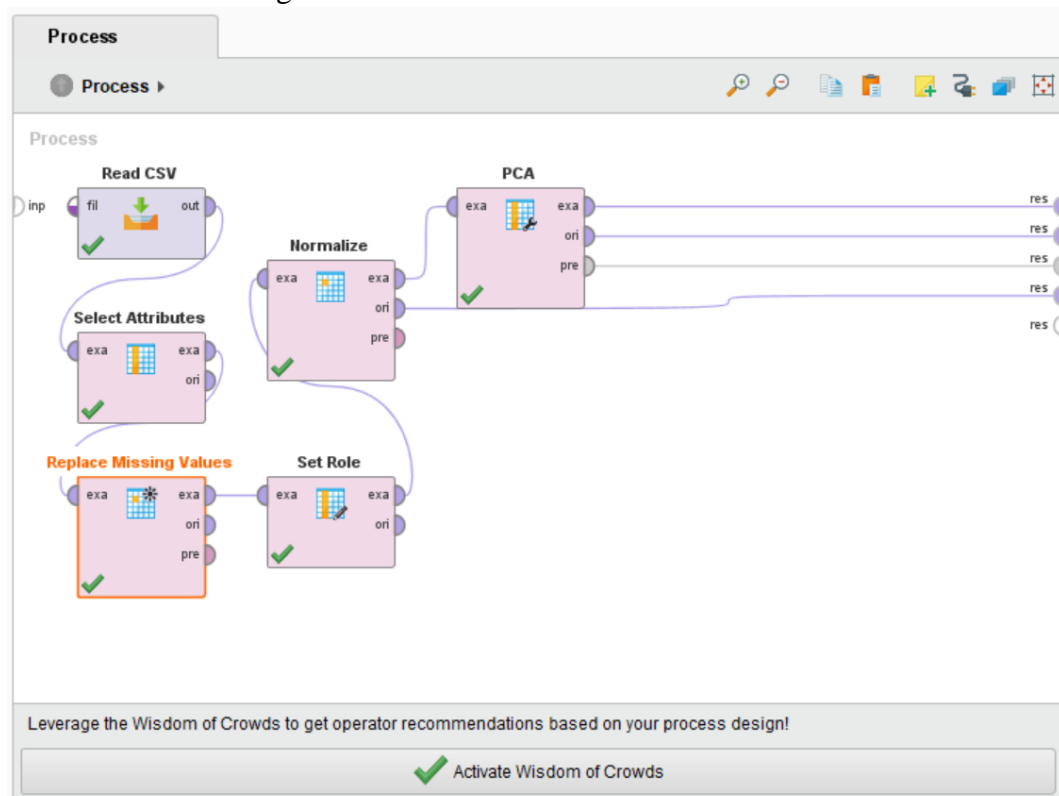 Process
Process
Process
Read CSV
inp
fil
out
PCA
exa
exa
ori
pre
res
res
res
res
res
Normalize
exa
exa
ori
pre
Select Attributes
exa
exa
ori
Replace Missing Values
exa
exa
ori
pre
Set Role
exa
exa
ori
Leverage the Wisdom of Crowds to get operator recommendations based on your process design!
Activate Wisdom of Crowds